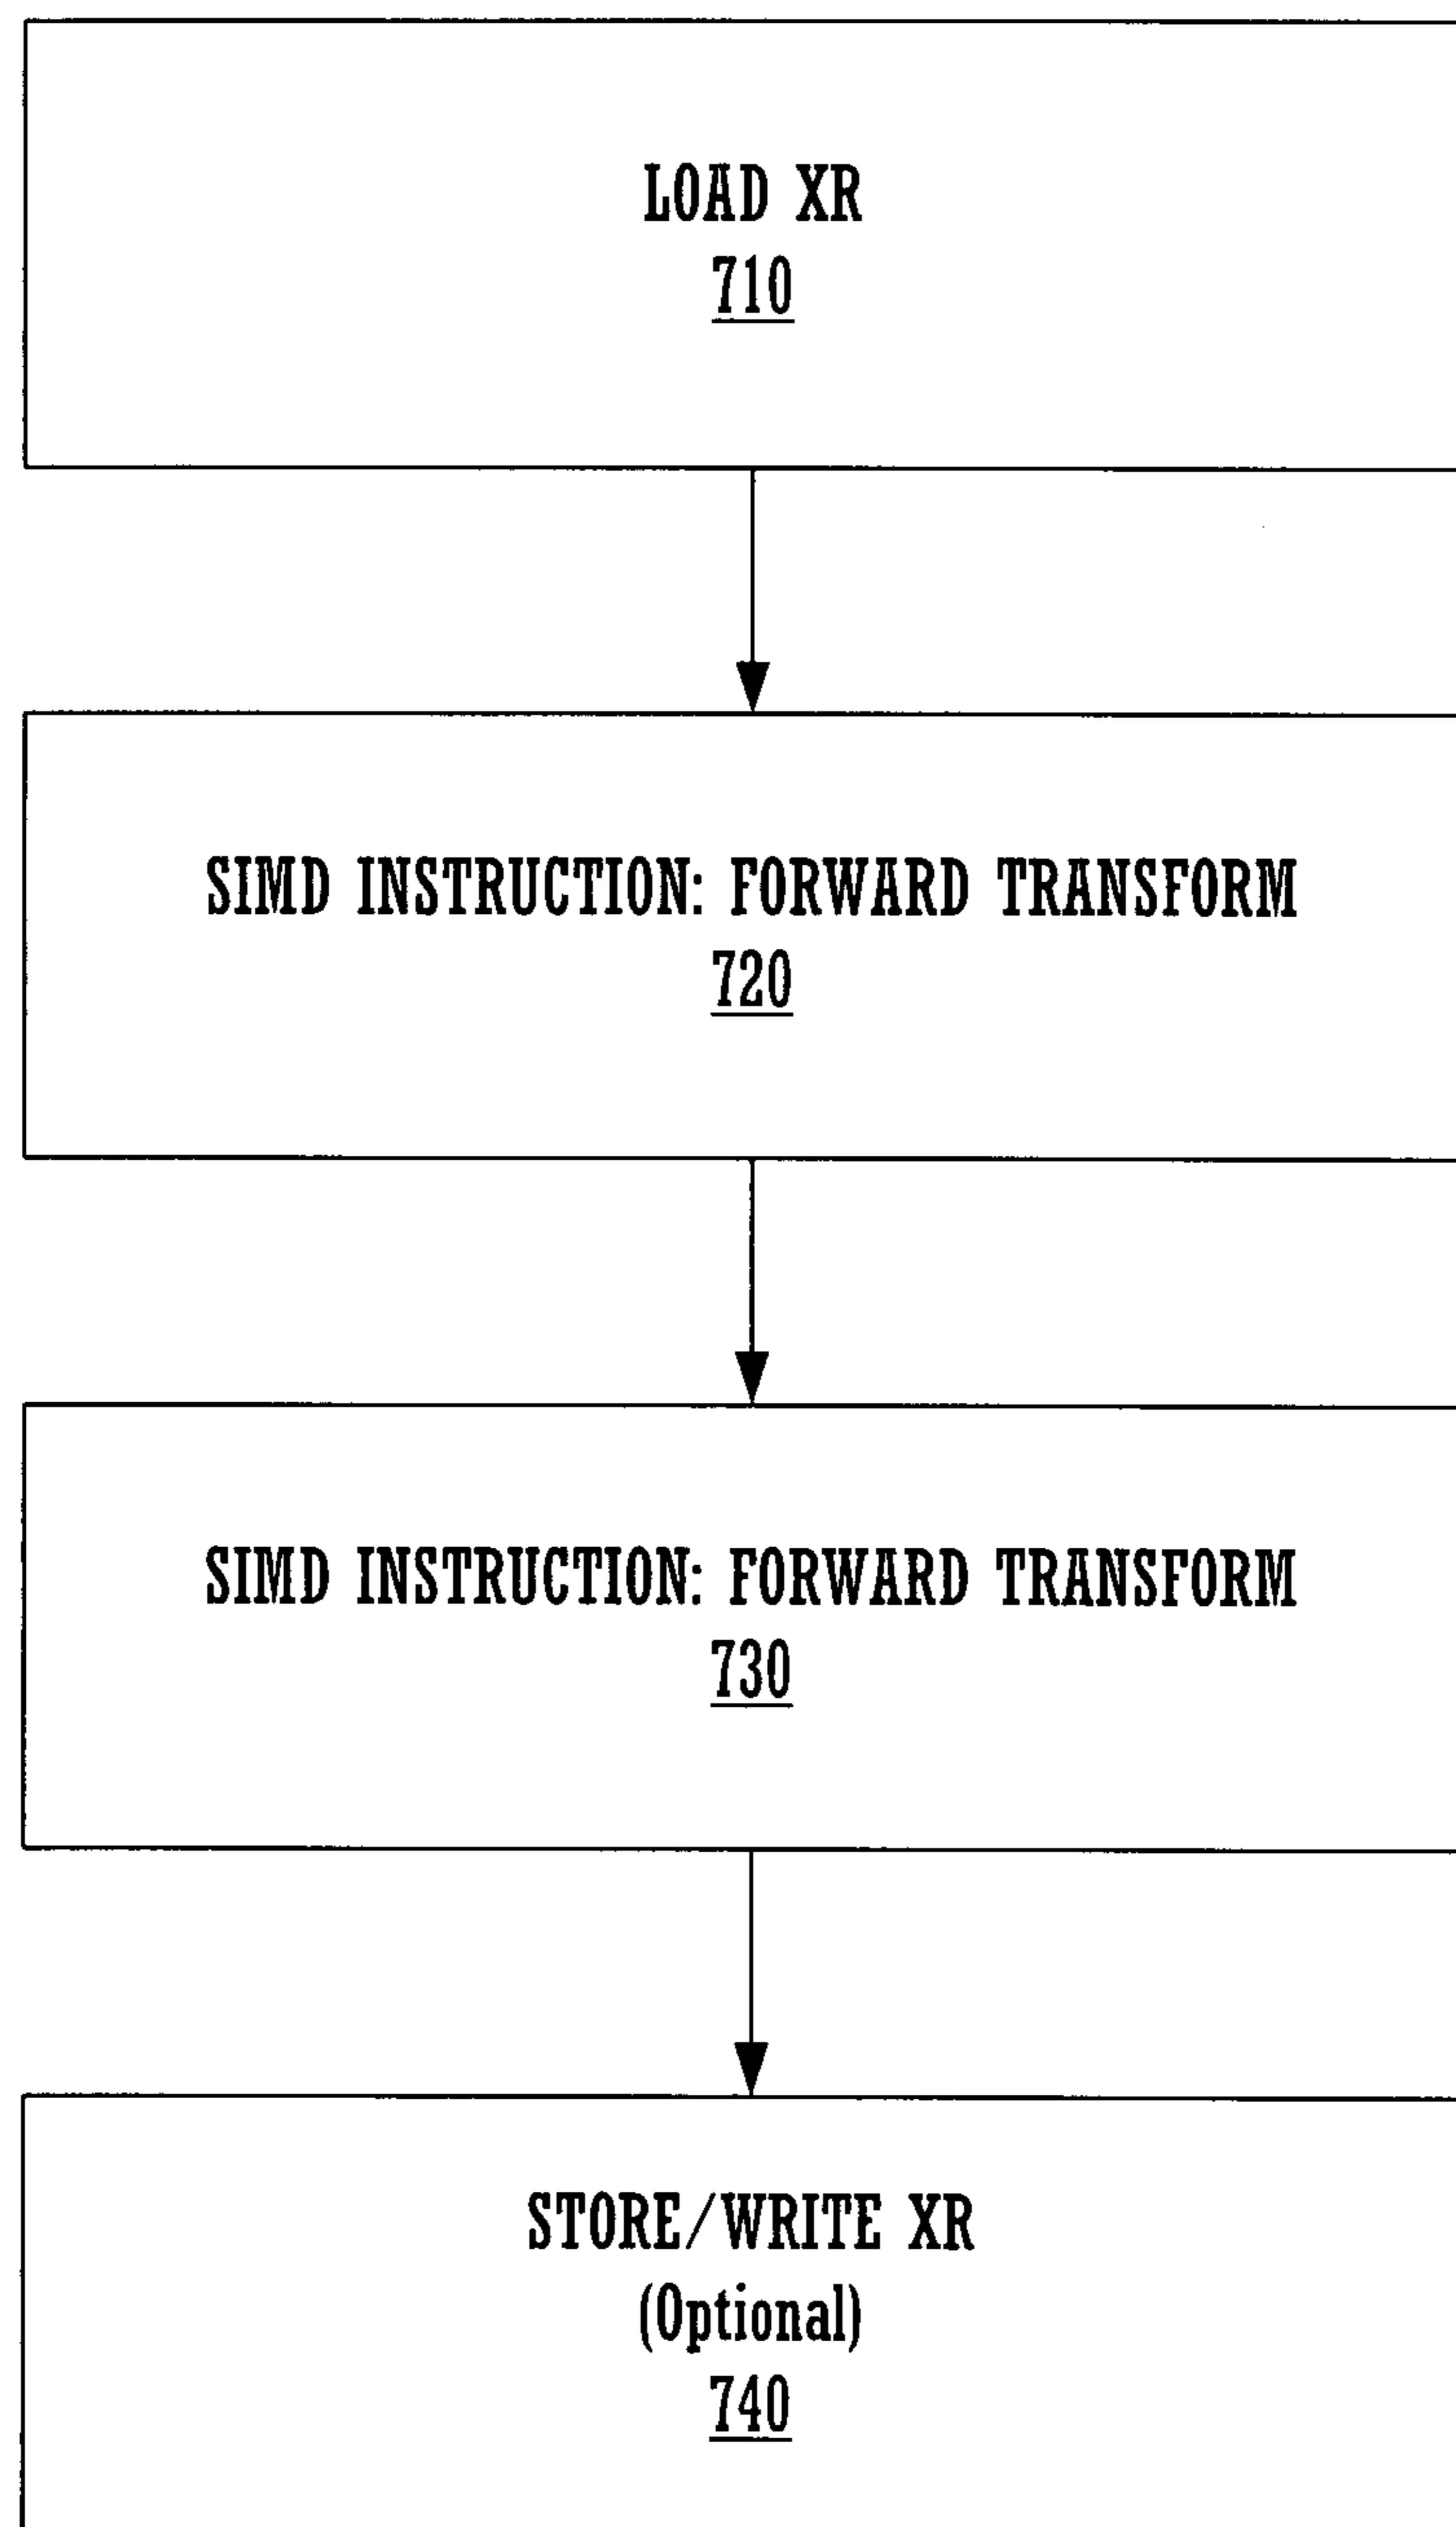 LOAD XR
710
SIMD INSTRUCTION: FORWARD TRANSFORM
720
SIMD INSTRUCTION: FORWARD TRANSFORM
730
STORE/WRITE XR
(Optional)
740